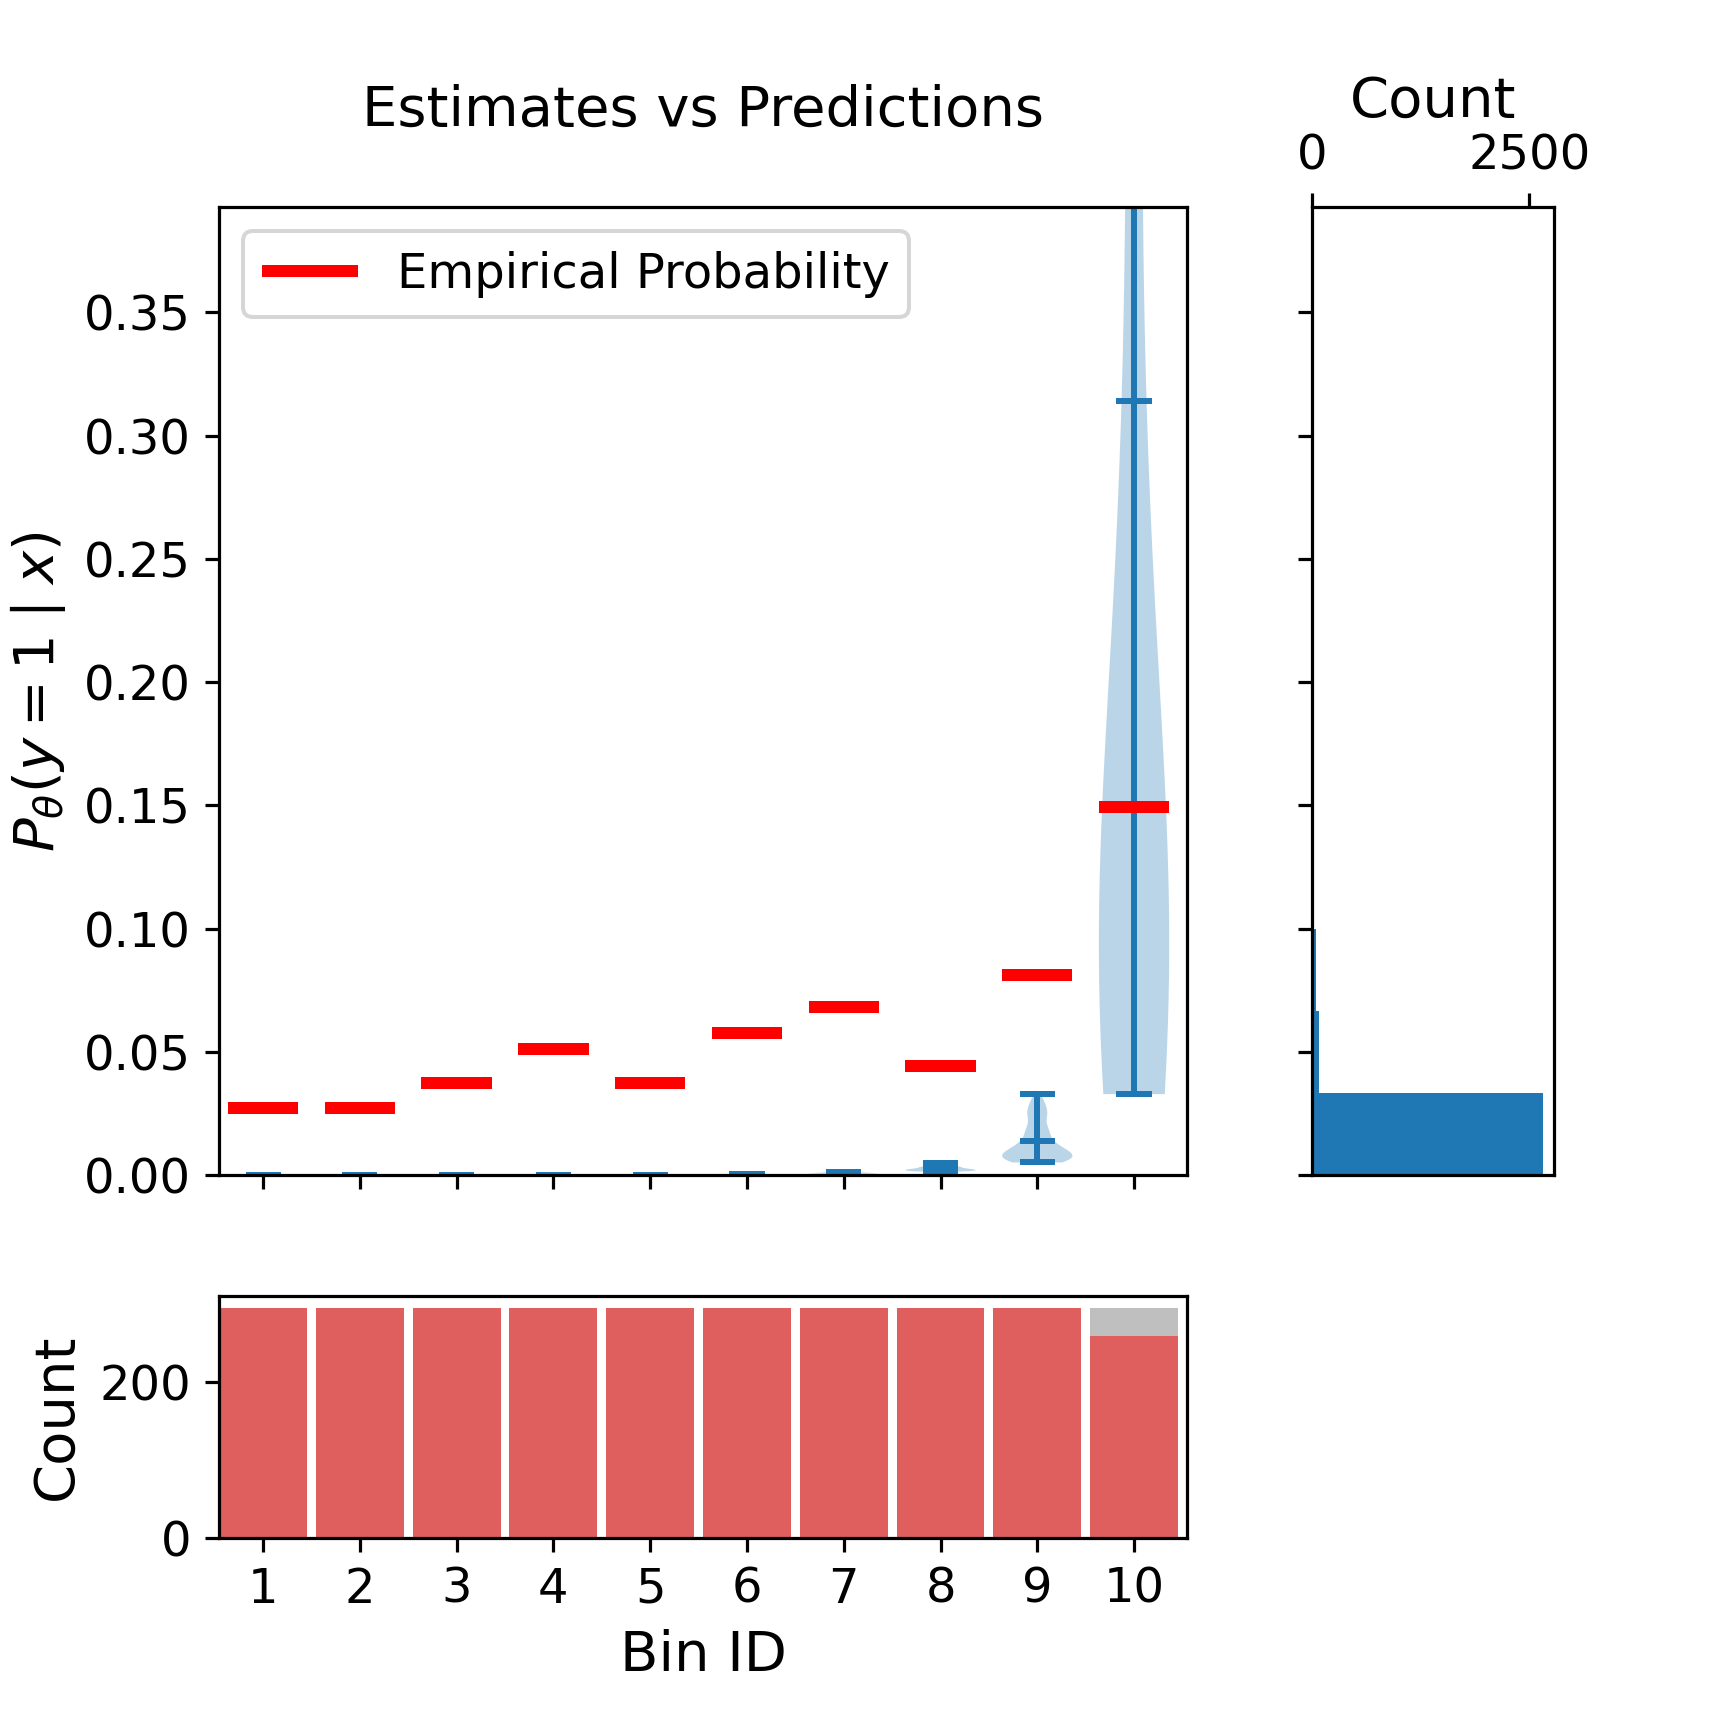 Estimates vs Predictions
Count
0 2500
Empirical Probability
0.35
0.30
0.25
0.20
0.15
0.10
0.05
0.00
P_θ(y = 1 | x)
Count
200
0
1 2 3 4 5 6 7 8 9 10
Bin ID